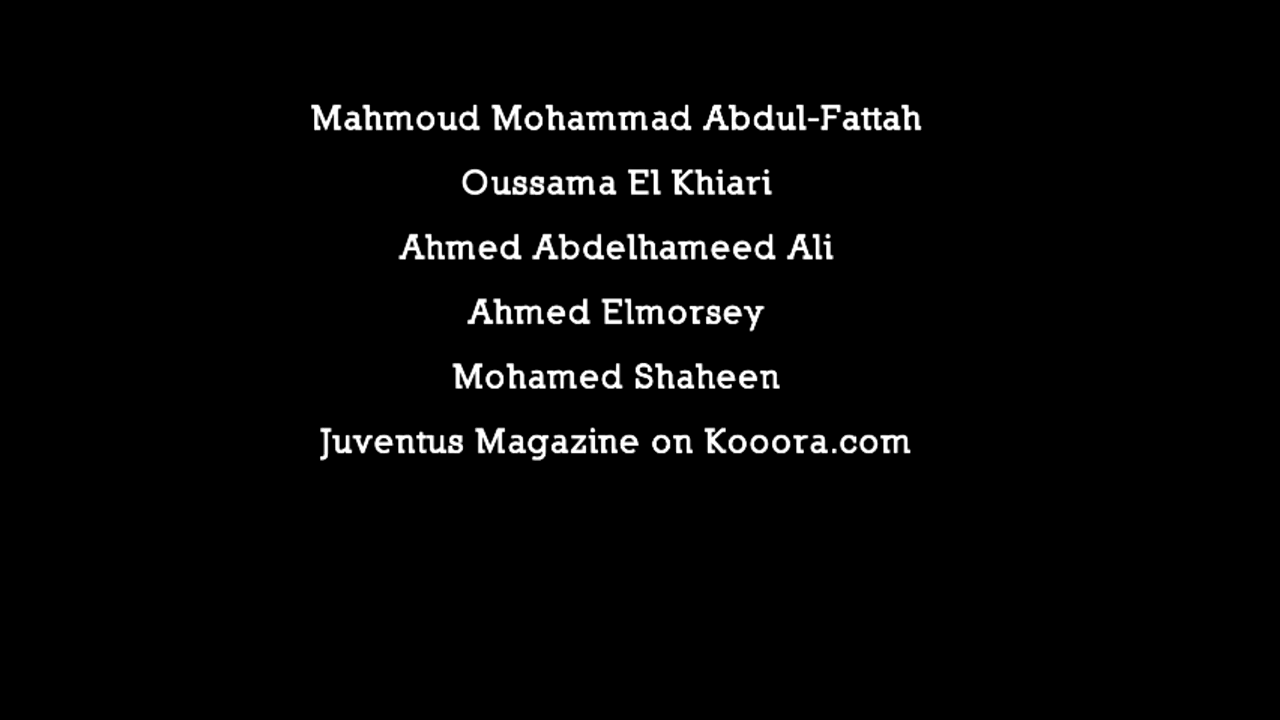 Mahmoud Mohammad Abdul-Fattah
Oussama El Khiari
Ahmed Abdelhameed Ali
Ahmed Elmorsey
Mohamed Shaheen
Juventus Magazine on Kooora.com